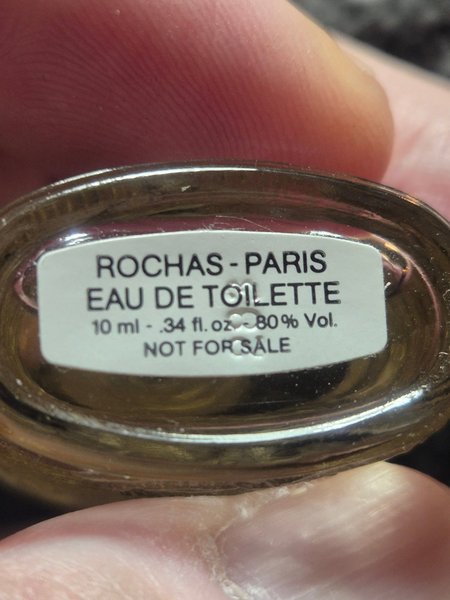 ROCHAS - PARIS
EAU DE TOILETTE
10 ml - .34 fl. oz. - 80% Vol.
NOT FOR SALE